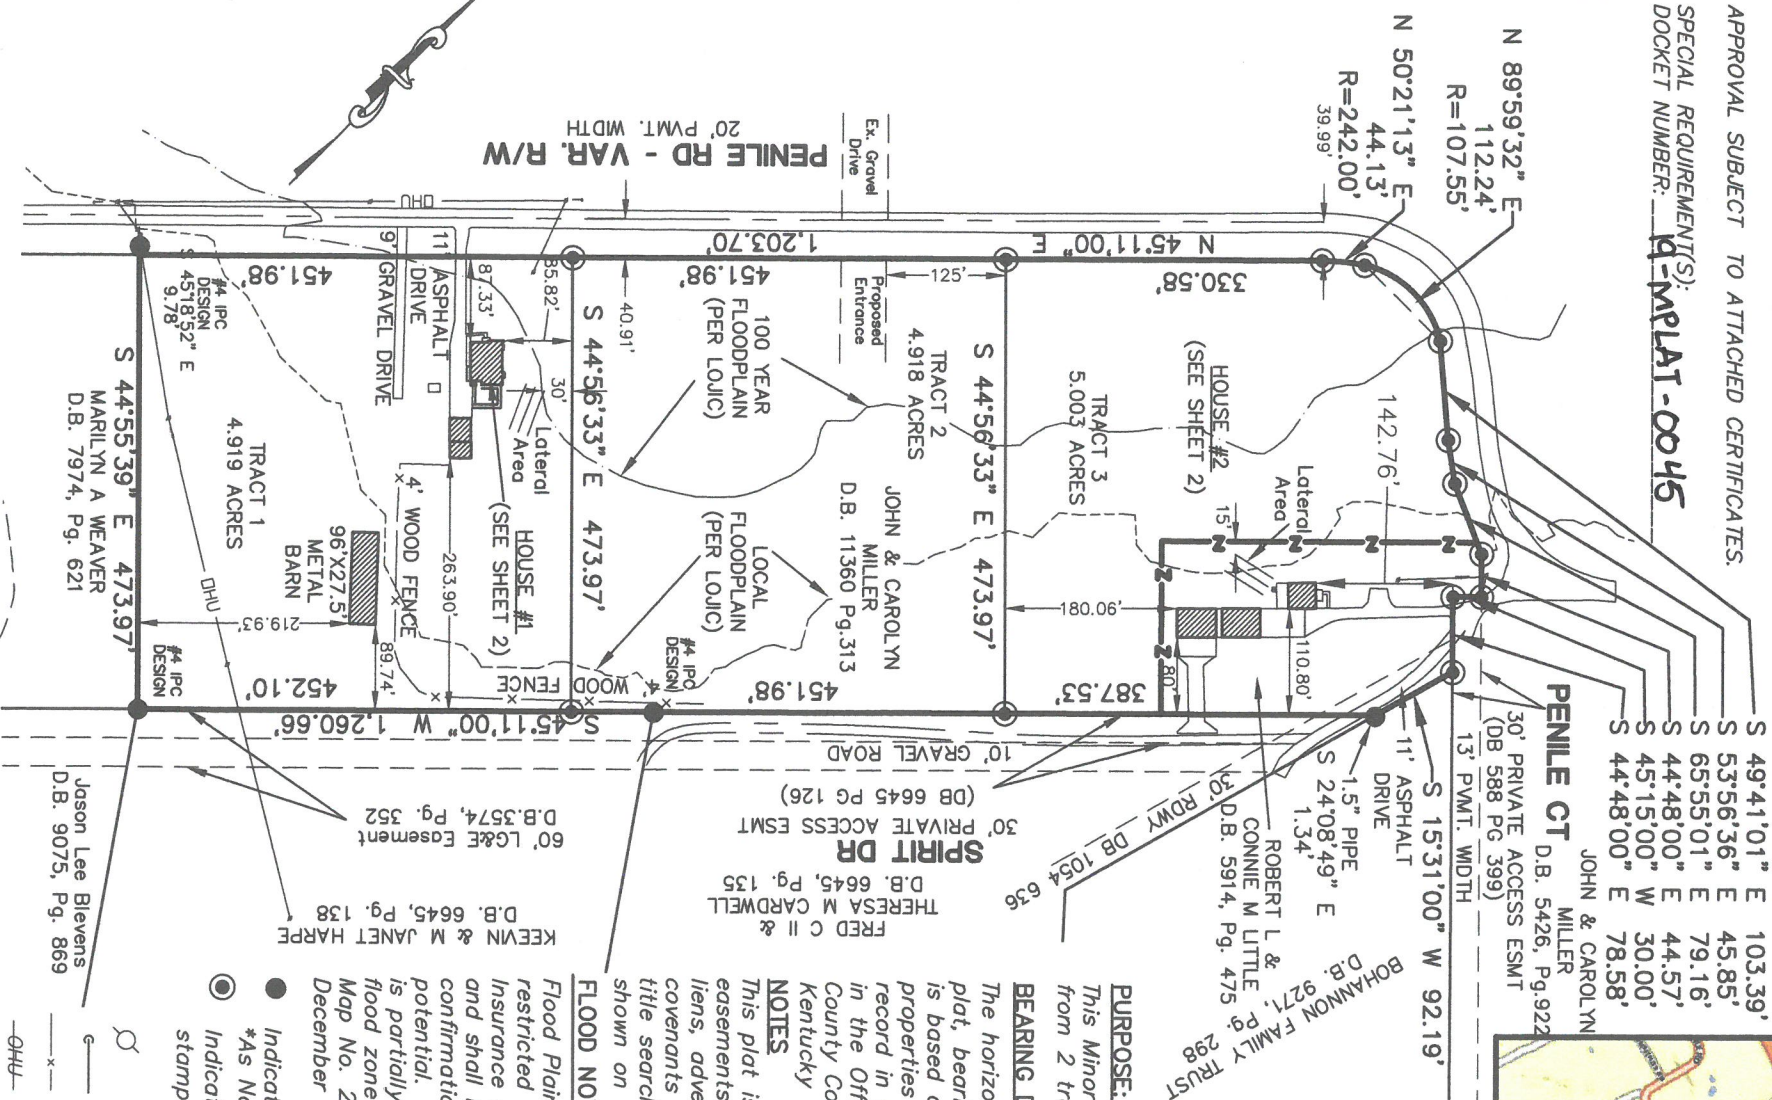 APPROVAL SUBJECT TO ATTACHED CERTIFICATES.
SPECIAL REQUIREMENT(S):
DOCKET NUMBER: 19-MPLAT-0045
N 89°59'32" E
112.24'
R=107.55'
N 50°21'13" E
44.13'
R=242.00'
39.99'
S 49°41'01" E 103.39'
S 53°56'36" E 45.85'
S 65°55'01" E 79.16'
S 44°48'00" E 44.57'
S 45°15'00" W 30.00'
S 44°48'00" E 78.58'
PENILE RD - VAR. R/W
20' PVMT. WIDTH
Ex. Gravel
Drive
Proposed
Entrance
OHU
N 45°11'00" E
1,203.70'
330.58'
451.98'
451.98'
125'
40.91'
85.82'
87.33'
30'
11' ASPHALT
DRIVE
9' GRAVEL DRIVE
#4 IPC
DESIGN
S 45°18'52" E
9.78'
S 44°55'39" E 473.97'
MARILYN A WEAVER
D.B. 7974, Pg. 621
TRACT 1
4.919 ACRES
96'X27.5'
METAL
BARN
219.93'
89.74'
263.90'
4' WOOD FENCE
Lateral
Area
HOUSE #1
(SEE SHEET 2)
OHU
S 44°56'33" E 473.97'
100 YEAR
FLOODPLAIN
(PER LOJIC)
LOCAL
FLOODPLAIN
(PER LOJIC)
TRACT 2
4.918 ACRES
JOHN & CAROLYN
MILLER
D.B. 11360 Pg.313
#4 IPC
DESIGN
4' WOOD FENCE
#4 IPC
DESIGN
S 44°56'33" E 473.97'
TRACT 3
5.003 ACRES
HOUSE #2
(SEE SHEET 2)
Lateral
Area
15'
142.76'
180.06'
80'
110.80'
452.10'
451.98'
387.53'
S 45°11'00" W 1,260.66'
10' GRAVEL ROAD
PENILE CT
30' PRIVATE ACCESS ESMT
(DB 588 PG 399)
13' PVMT. WIDTH
JOHN & CAROLYN
MILLER
D.B. 5426, Pg.922
S 15°31'00" W 92.19'
11' ASPHALT
DRIVE
1.5" PIPE
S 24°08'49" E
1.34'
ROBERT L &
CONNIE M LITTLE
D.B. 5914, Pg. 475
30' RDWY DB 1054 636
BOHANNON FAMILY TRUST
D.B. 9271, Pg. 298
SPIRIT DR
30' PRIVATE ACCESS ESMT
(DB 6645 PG 126)
FRED C II &
THERESA M CARDWELL
D.B. 6645, Pg. 135
60' LG&E Easement
D.B.3574, Pg. 352
KEEVIN & M JANET HARPE
D.B. 6645, Pg. 138
Jason Lee Blevens
D.B. 9075, Pg. 869
PURPOSE:
This Minor
from 2 tr
BEARING
The horizo
plat, bear
is based
properties
record in
in the Off
County Co
Kentucky
NOTES
This plat is
easements
liens, adve
covenants
title search
shown on
FLOOD NO
Flood Plain
restricted
and shall
Insurance
confirmatio
potential.
is partially
flood zone
Map No. 2
December
Indicat
*As No
Indica
stamp
OHU